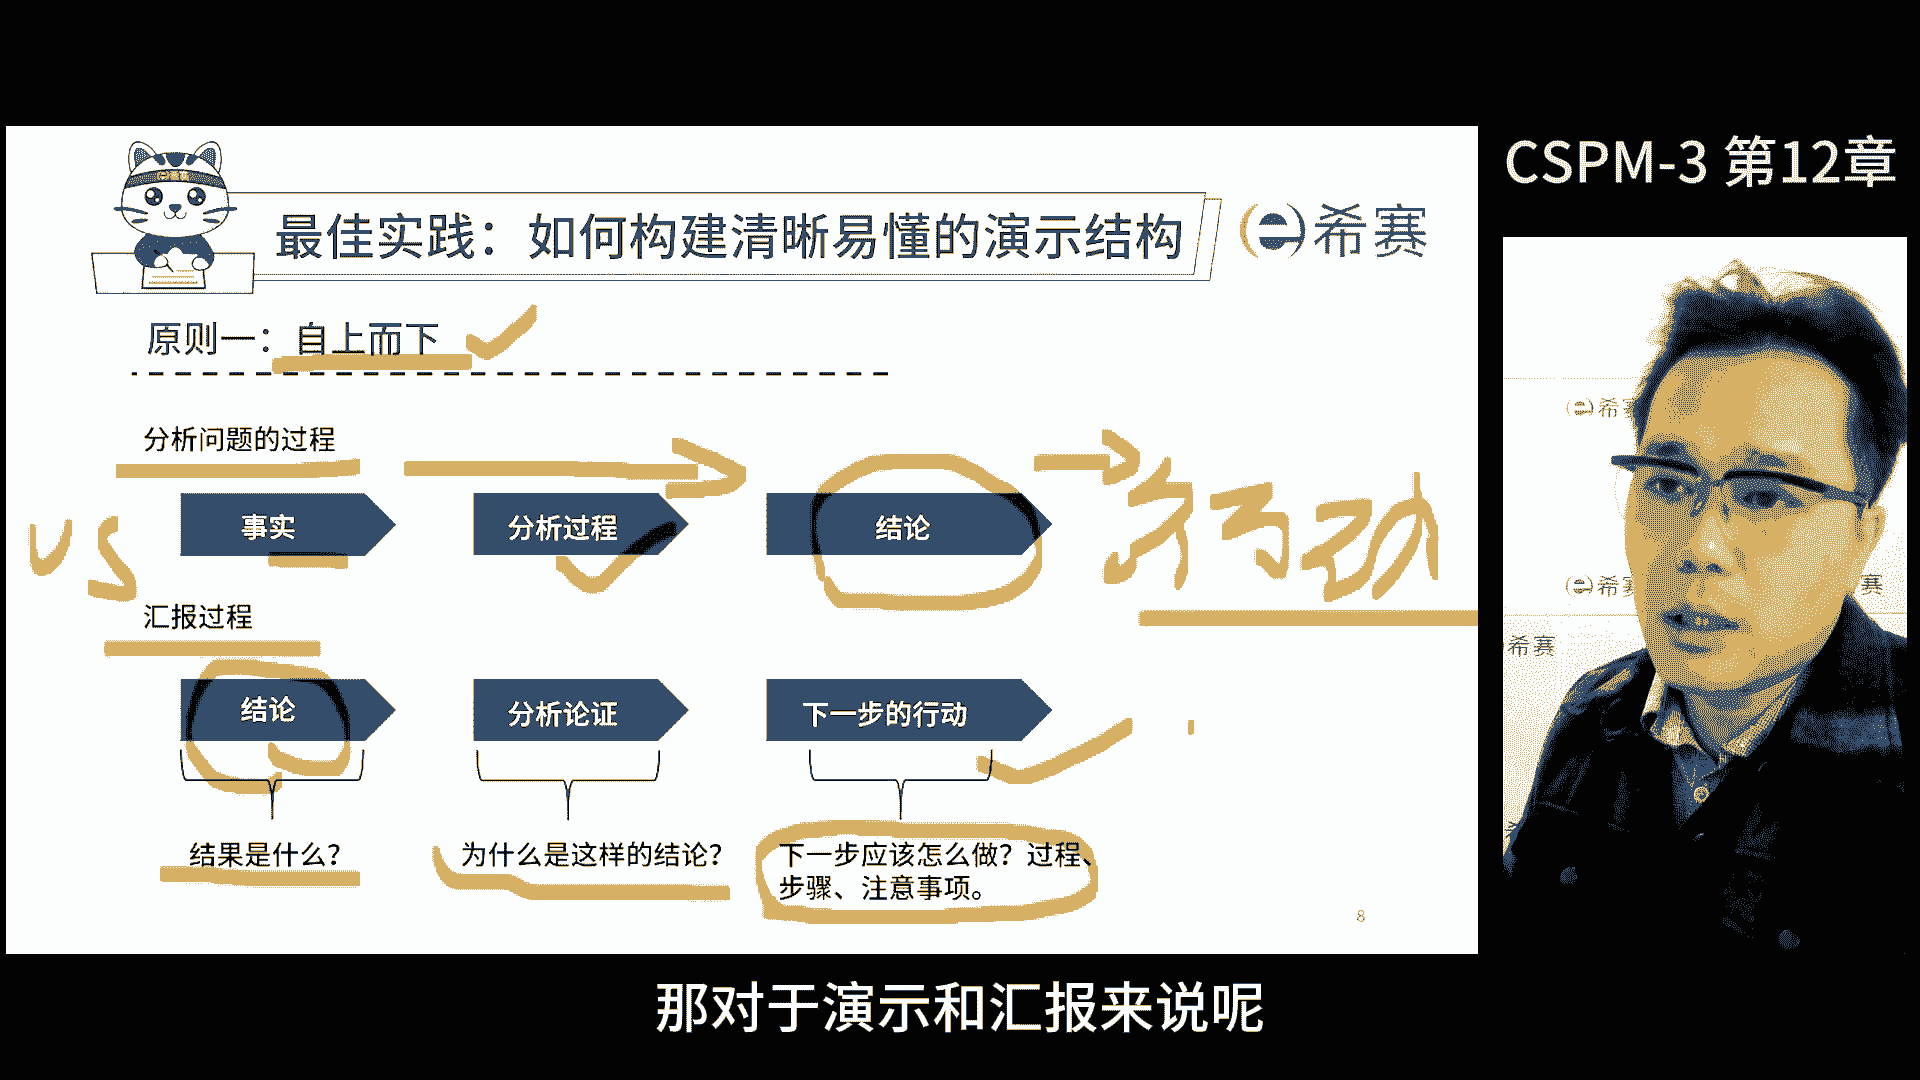 CSPM-3 第12章
最佳实践：如何构建清晰易懂的演示结构
希赛
原则一：自上而下
分析问题的过程
事实
分析过程
结论
行动
VS
汇报过程
结论
分析论证
下一步的行动
结果是什么？
为什么是这样的结论？
下一步应该怎么做？过程、
步骤、注意事项。
8
希赛
希赛
赛
希赛
那对于演示和汇报来说呢